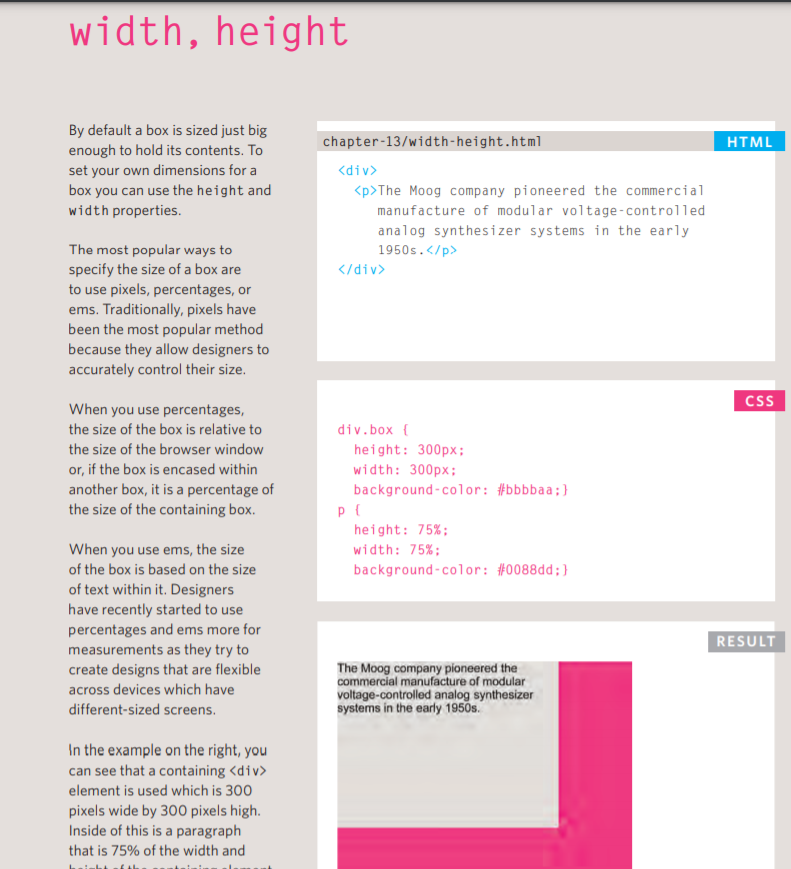 width, height
By default a box is sized just big
enough to hold its contents. To
set your own dimensions for a
box you can use the height and
width properties.
The most popular ways to
specify the size of a box are
to use pixels, percentages, or
ems. Traditionally, pixels have
been the most popular method
because they allow designers to
accurately control their size.
When you use percentages,
the size of the box is relative to
the size of the browser window
or, if the box is encased within
another box, it is a percentage of
the size of the containing box.
When you use ems, the size
of the box is based on the size
of text within it. Designers
have recently started to use
percentages and ems more for
measurements as they try to
create designs that are flexible
across devices which have
different-sized screens.
In the example on the right, you
can see that a containing <div>
element is used which is 300
pixels wide by 300 pixels high.
Inside of this is a paragraph
that is 75% of the width and
height of the containing element
chapter-13/width-height.html
HTML
<div>
<p>The Moog company pioneered the commercial
manufacture of modular voltage-controlled
analog synthesizer systems in the early
1950s.</p>
</div>
CSS
div.box {
height: 300px;
width: 300px;
background-color: #bbbbaa;}
p {
height: 75%;
width: 75%;
background-color: #0088dd;}
RESULT
The Moog company pioneered the
commercial manufacture of modular
voltage-controlled analog synthesizer
systems in the early 1950s.